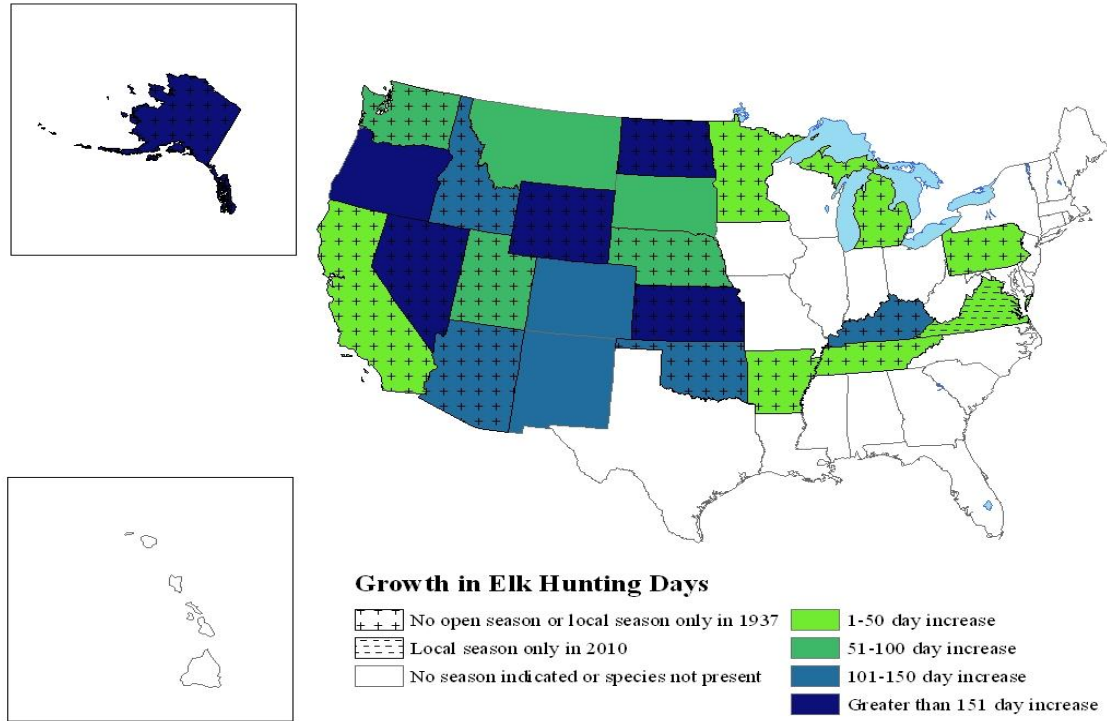 Growth in Elk Hunting Days
No open season or local season only in 1937
Local season only in 2010
No season indicated or species not present
1-50 day increase
51-100 day increase
101-150 day increase
Greater than 151 day increase